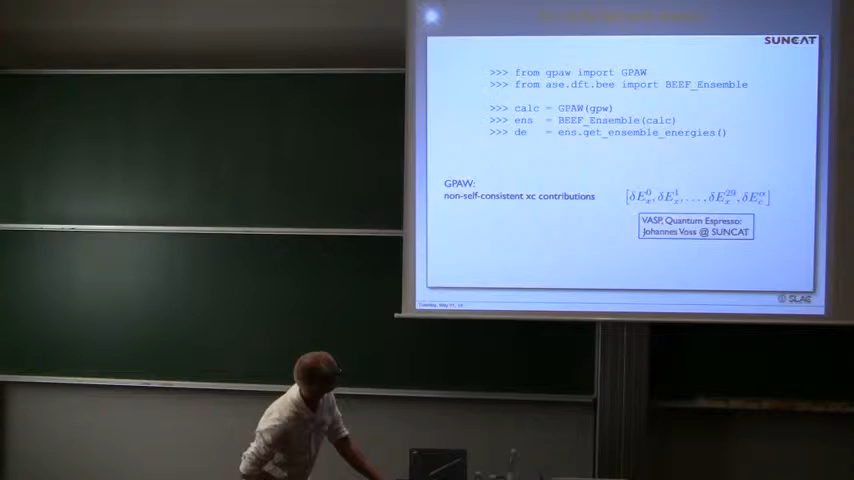 SUNCAT
>>> from gpaw import GPAW
>>> from ase.dft.bee import BEEF_Ensemble
>>> calc = GPAW(gpw)
>>> ens = BEEF_Ensemble(calc)
>>> de = ens.get_ensemble_energies()
GPAW:
non-self-consistent xc contributions
[δE_x^0, δE_x^1, ..., δE_x^29, δE_c^α]
VASP, Quantum Espresso:
Johannes Voss @ SUNCAT
SLAC